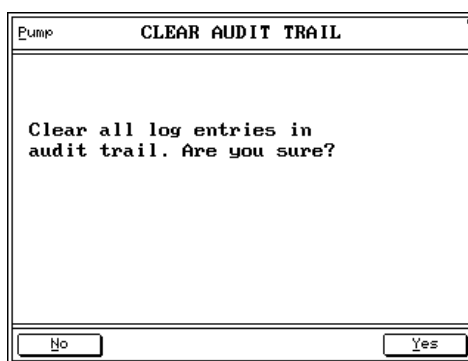 Pump CLEAR AUDIT TRAIL
Clear all log entries in
audit trail. Are you sure?
No Yes